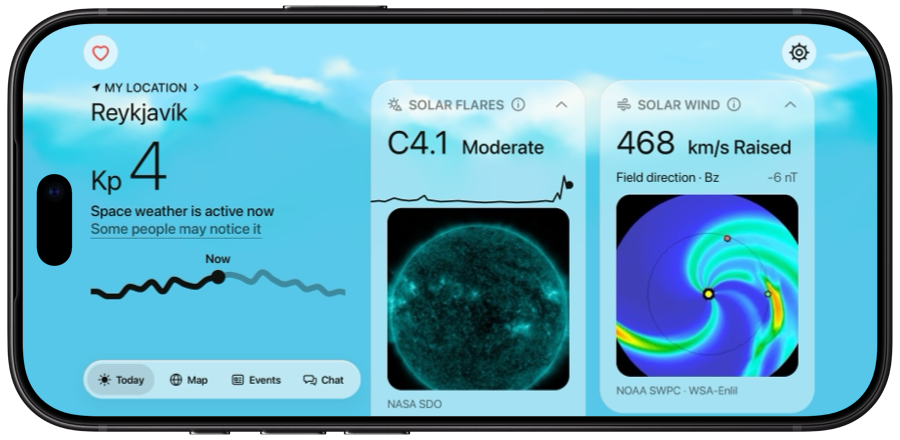 MY LOCATION
Reykjavík
Kp 4
Space weather is active now
Some people may notice it
Now
Today
Map
Events
Chat
SOLAR FLARES
C4.1 Moderate
NASA SDO
SOLAR WIND
468 km/s Raised
Field direction · Bz -6 nT
NOAA SWPC · WSA-Enlil